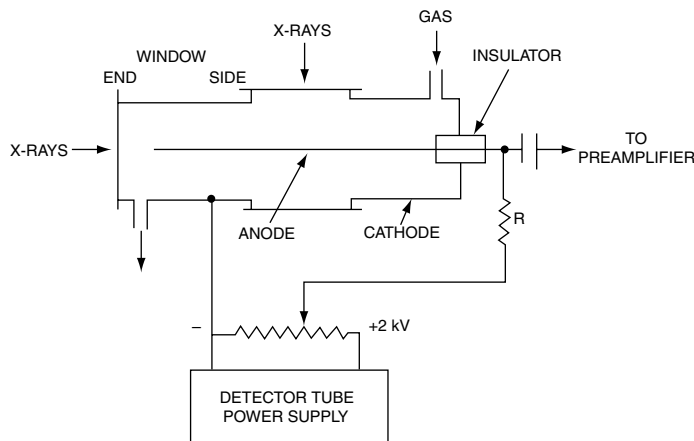 X-RAYS
GAS
WINDOW
INSULATOR
END
SIDE
X-RAYS
TO
PREAMPLIFIER
R
ANODE
CATHODE
–
+2 kV
DETECTOR TUBE
POWER SUPPLY